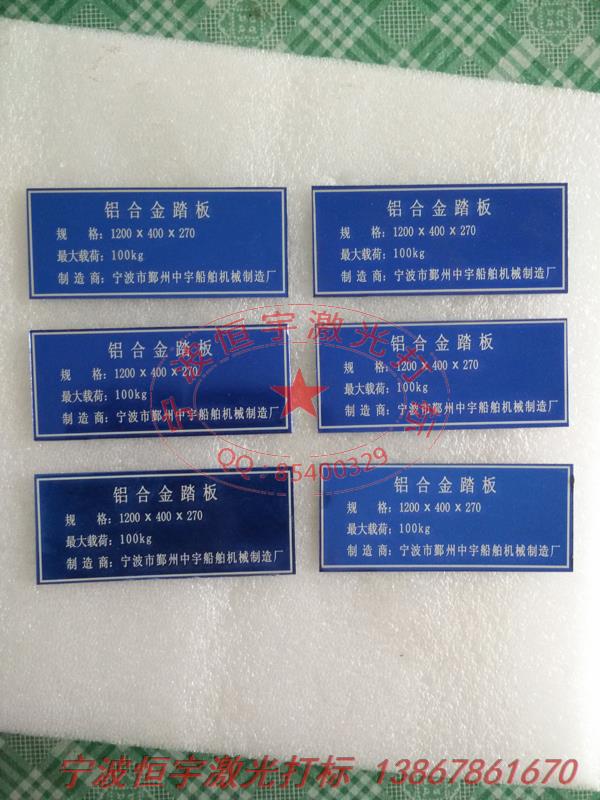 铝合金踏板
规 格：1200 x 400 x 270
最大载荷：100kg
制 造 商：宁波市鄞州中宇船舶机械制造厂
铝合金踏板
规 格：1200 x 400 x 270
最大载荷：100kg
制 造 商：宁波市鄞州中宇船舶机械制造厂
铝合金踏板
规 格：1200 x 400 x 270
最大载荷：100kg
制 造 商：宁波市鄞州中宇船舶机械制造厂
铝合金踏板
规 格：1200 x 400 x 270
最大载荷：100kg
制 造 商：宁波市鄞州中宇船舶机械制造厂
宁波恒宇激光打标
QQ：85400329
铝合金踏板
规 格：1200 x 400 x 270
最大载荷：100kg
制 造 商：宁波市鄞州中宇船舶机械制造厂
铝合金踏板
规 格：1200 x 400 x 270
最大载荷：100kg
制 造 商：宁波市鄞州中宇船舶机械制造厂
宁波恒宇激光打标 13867861670